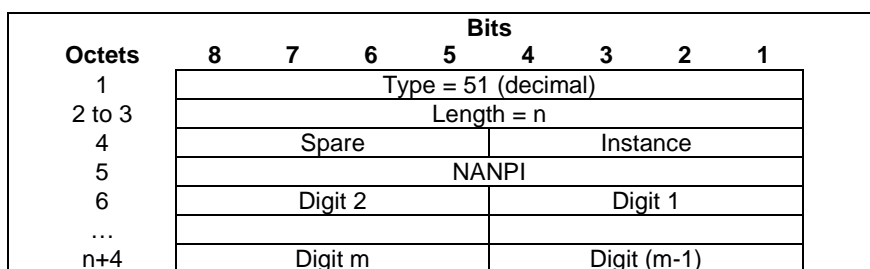 Bits
Octets 8 7 6 5 4 3 2 1
1 Type = 51 (decimal)
2 to 3 Length = n
4 Spare Instance
5 NANPI
6 Digit 2 Digit 1
…
n+4 Digit m Digit (m-1)